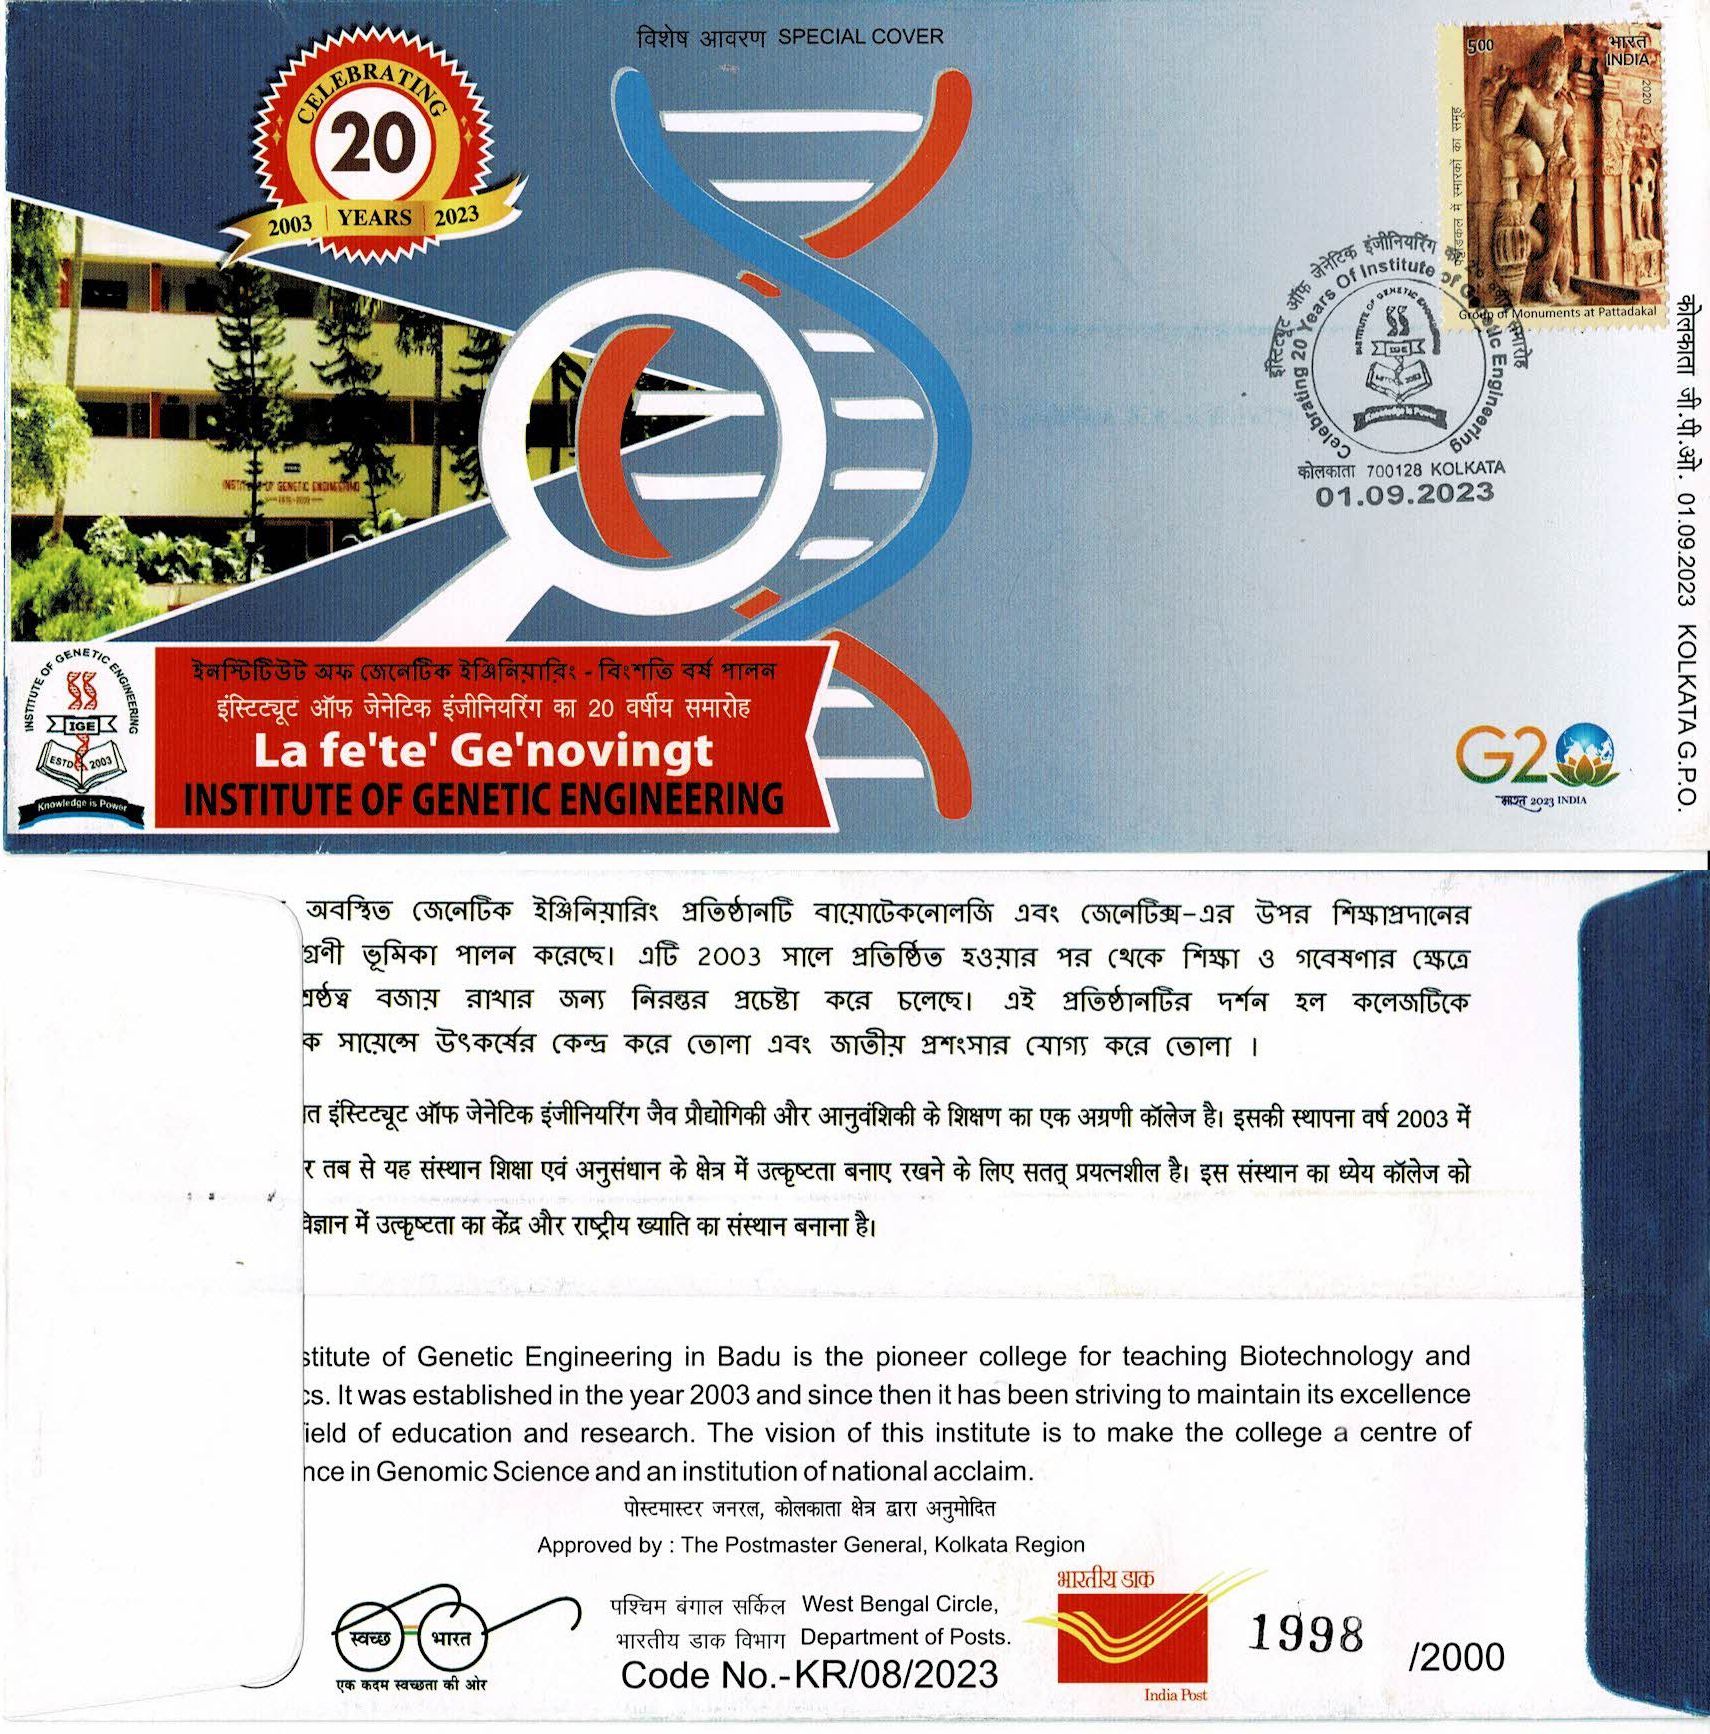 विशेष आवरण SPECIAL COVER
CELEBRATING
20
2003 YEARS 2023
5.00
भारत
INDIA
2020
पट्टडकल में स्मारकों का समूह
Group of Monuments at Pattadakal
इंस्टिट्यूट ऑफ जेनेटिक इंजीनियरिंग समारोह
Celebrating 20 Years Of Institute of Genetic Engineering
INSTITUTE OF GENETIC ENGINEERING
IGE
Knowledge is Power
कोलकाता 700128 KOLKATA
01.09.2023
कोलकाता जी.पी.ओ. 01.09.2023 KOLKATA G.P.O.
INSTITUTE OF GENETIC ENGINEERING
INSTITUTE OF GENETIC ENGINEERING
IGE
ESTD 2003
Knowledge is Power
ইনস্টিটিউট অফ জেনেটিক ইঞ্জিনিয়ারিং - বিংশতি বর্ষ পালন
इंस्टिट्यूट ऑफ जेनेटिक इंजीनियरिंग का 20 वर्षीय समारोह
La fe'te' Ge'novingt
INSTITUTE OF GENETIC ENGINEERING
G20
भारत 2023 INDIA
অবস্থিত জেনেটিক ইঞ্জিনিয়ারিং প্রতিষ্ঠানটি বায়োটেকনোলজি এবং জেনেটিক্স-এর উপর শিক্ষাপ্রদানের
গ্রণী ভূমিকা পালন করেছে। এটি 2003 সালে প্রতিষ্ঠিত হওয়ার পর থেকে শিক্ষা ও গবেষণার ক্ষেত্রে
শ্রেষ্ঠত্ব বজায় রাখার জন্য নিরন্তর প্রচেষ্টা করে চলেছে। এই প্রতিষ্ঠানটির দর্শন হল কলেজটিকে
ক সায়েন্সে উৎকর্ষের কেন্দ্র করে তোলা এবং জাতীয় প্রশংসার যোগ্য করে তোলা ।
त इंस्टिट्यूट ऑफ जेनेटिक इंजीनियरिंग जैव प्रौद्योगिकी और आनुवंशिकी के शिक्षण का एक अग्रणी कॉलेज है। इसकी स्थापना वर्ष 2003 में
र तब से यह संस्थान शिक्षा एवं अनुसंधान के क्षेत्र में उत्कृष्टता बनाए रखने के लिए सतत् प्रयत्नशील है। इस संस्थान का ध्येय कॉलेज को
विज्ञान में उत्कृष्टता का केंद्र और राष्ट्रीय ख्याति का संस्थान बनाना है।
stitute of Genetic Engineering in Badu is the pioneer college for teaching Biotechnology and
cs. It was established in the year 2003 and since then it has been striving to maintain its excellence
ield of education and research. The vision of this institute is to make the college a centre of
nce in Genomic Science and an institution of national acclaim.
पोस्टमास्टर जनरल, कोलकाता क्षेत्र द्वारा अनुमोदित
Approved by : The Postmaster General, Kolkata Region
स्वच्छ भारत
एक कदम स्वच्छता की ओर
पश्चिम बंगाल सर्किल West Bengal Circle,
भारतीय डाक विभाग Department of Posts.
Code No.-KR/08/2023
भारतीय डाक
India Post
1998 /2000